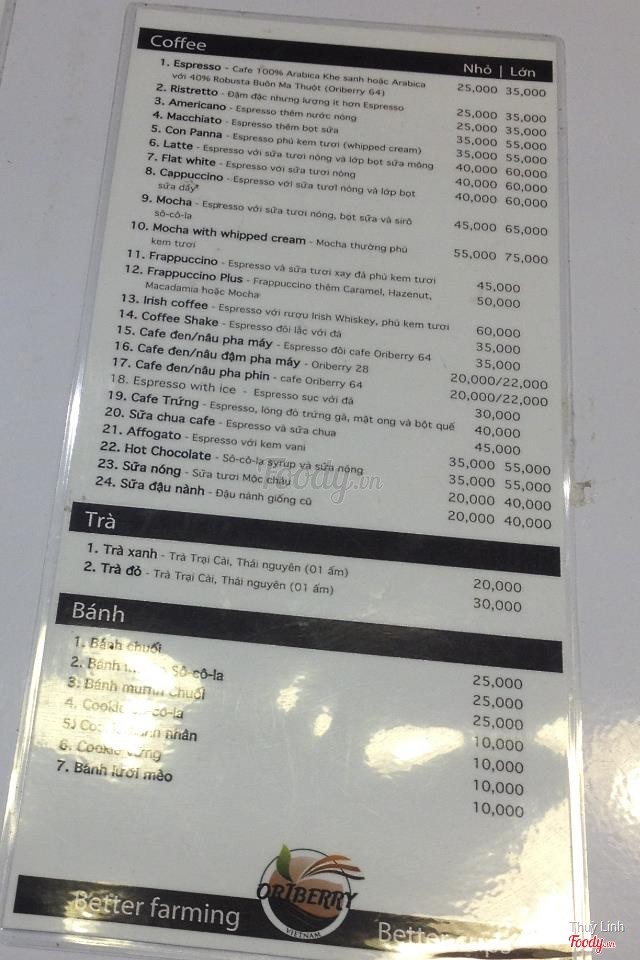 Coffee
Nhỏ | Lớn
1. Espresso - Cafe 100% Arabica Khe sanh hoặc Arabica
với 40% Robusta Buôn Ma Thuột (Oriberry 64)
25,000 35,000
2. Ristretto - Đậm đặc nhưng lượng ít hơn Espresso
25,000 35,000
3. Americano - Espresso thêm nước nóng
25,000 35,000
4. Macchiato - Espresso thêm bọt sữa
35,000 55,000
5. Con Panna - Espresso phủ kem tươi (whipped cream)
35,000 55,000
6. Latte - Espresso với sữa tươi nóng và lớp bọt sữa mỏng
40,000 60,000
7. Flat white - Espresso với sữa tươi nóng
40,000 60,000
8. Cappuccino - Espresso với sữa tươi nóng và lớp bọt
sữa dầy
40,000 60,000
9. Mocha - Espresso với sữa tươi nóng, bọt sữa và sirô
sô-cô-la
45,000 65,000
10. Mocha with whipped cream - Mocha thường phủ
kem tươi
55,000 75,000
11. Frappuccino - Espresso và sữa tươi xay đá phủ kem tươi
45,000
12. Frappuccino Plus - Frappuccino thêm Caramel, Hazenut,
Macadamia hoặc Mocha
50,000
13. Irish coffee - Espresso với rượu Irish Whiskey, phủ kem tươi
60,000
14. Coffee Shake - Espresso đôi lắc với đá
35,000
15. Cafe đen/nâu pha máy - Espresso đôi cafe Oriberry 64
35,000
16. Cafe đen/nâu đậm pha máy - Oriberry 28
20,000/22,000
17. Cafe đen/nâu pha phin - cafe Oriberry 64
20,000/22,000
18. Espresso with ice - Espresso sục với đá
30,000
19. Cafe Trứng - Espresso, lòng đỏ trứng gà, mật ong và bột quế
40,000
20. Sữa chua cafe - Espresso và sữa chua
45,000
21. Affogato - Espresso với kem vani
35,000 55,000
22. Hot Chocolate - Sô-cô-la syrup và sữa nóng
35,000 55,000
23. Sữa nóng - Sữa tươi Mộc châu
20,000 40,000
24. Sữa đậu nành - Đậu nành giống cũ
20,000 40,000
Foody.vn
Trà
1. Trà xanh - Trà Trại Cài, Thái nguyên (01 ấm)
20,000
2. Trà đỏ - Trà Trại Cài, Thái nguyên (01 ấm)
30,000
Bánh
1. Bánh chuối
25,000
2. Bánh Sô-cô-la
25,000
3. Bánh muffin chuối
25,000
4. Cookie sô-cô-la
10,000
5. nhân
10,000
6. Cookie vừng
10,000
7. Bánh lưỡi mèo
10,000
ORIBERRY
VIETNAM
Better farming
Better cups
Thuỳ Linh
Foody.vn